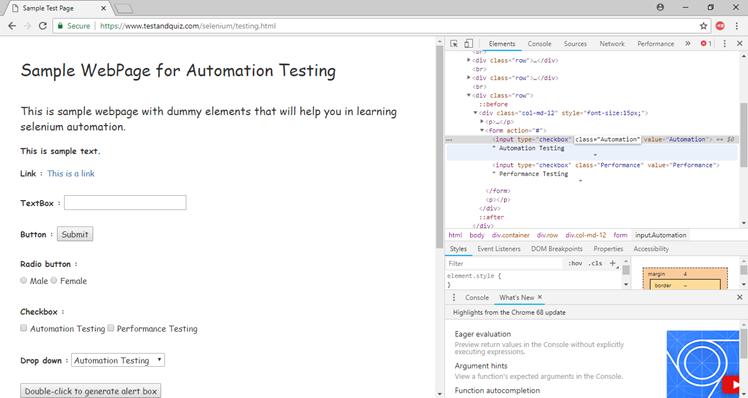 Sample Test Page
Secure | https://www.testandquiz.com/selenium/testing.html
Sample WebPage for Automation Testing
This is sample webpage with dummy elements that will help you in learning
selenium automation.
This is sample text.
Link : This is a link
TextBox :
Button : Submit
Radio button :
Male Female
Checkbox :
Automation Testing Performance Testing
Drop down : Automation Testing
Double-click to generate alert box
Elements Console Sources Network Performance » 1
<br>
<div class="row">…</div>
<br>
<div class="row">…</div>
<br>
<div class="row">
::before
<div class="col-md-12" style="font-size:15px;">
<p>…</p>
<form action="#">
<input type="checkbox" class="Automation" value="Automation"> == $0
" Automation Testing
"
<input type="checkbox" class="Performance" value="Performance">
" Performance Testing
"
</form>
<p></p>
</div>
::after
</div>
html body div.container div.row div.col-md-12 form input.Automation
Styles Event Listeners DOM Breakpoints Properties Accessibility
Filter :hov .cls +
element.style {
}
margin 4
border –
Console What's New ×
Highlights from the Chrome 68 update
Eager evaluation
Preview return values in the Console without explicitly
executing expressions.
Argument hints
View a function's expected arguments in the Console.
Function autocompletion